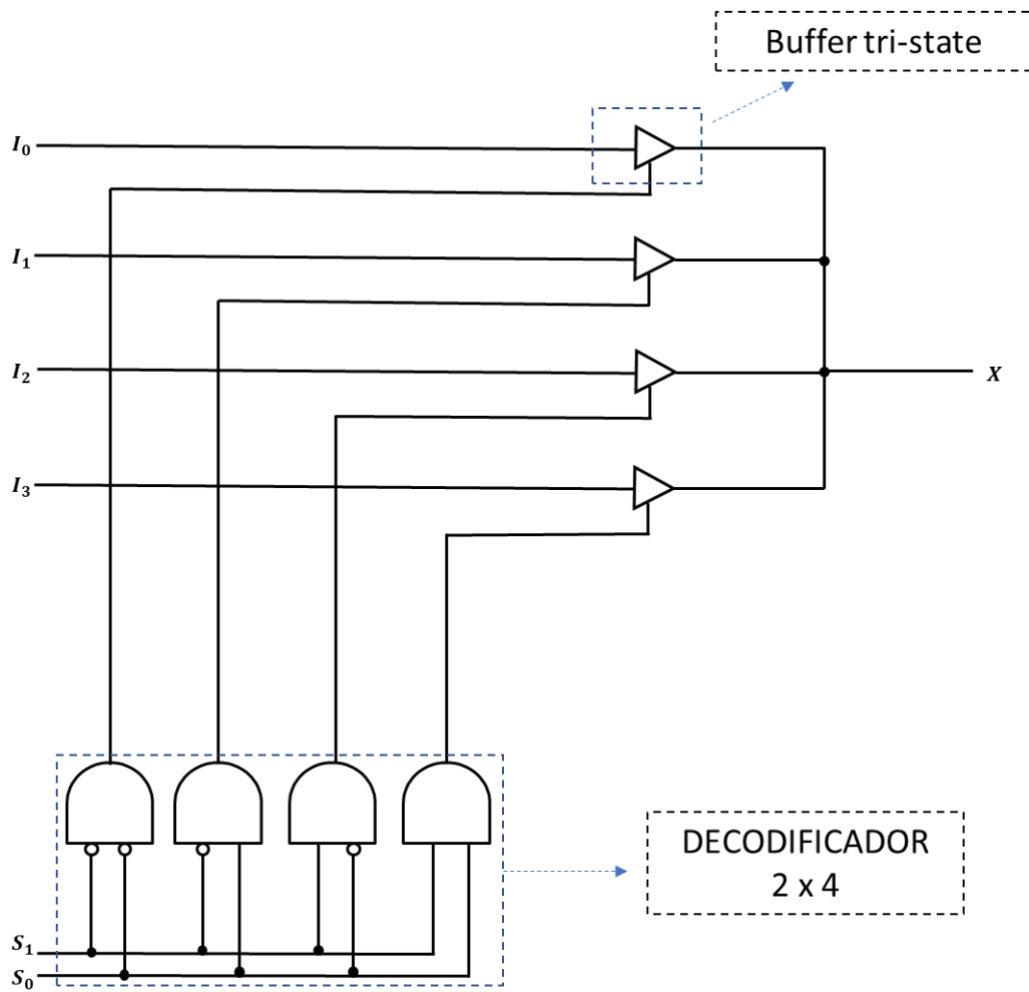 Buffer tri-state
I₀
I₁
I₂
X
I₃
DECODIFICADOR
2 x 4
S₁
S₀